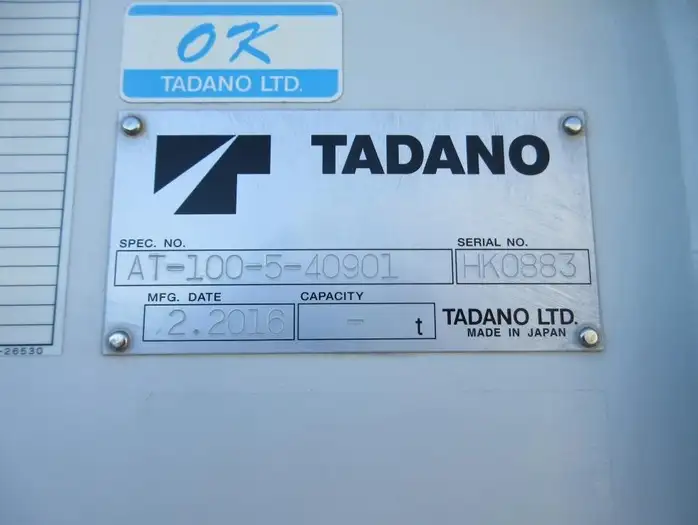 OK
TADANO LTD.
TADANO
SPEC. NO.
SERIAL NO.
AT-100-5-40901
HK0883
MFG. DATE
CAPACITY
2.2016
- t
TADANO LTD.
MADE IN JAPAN
-26530